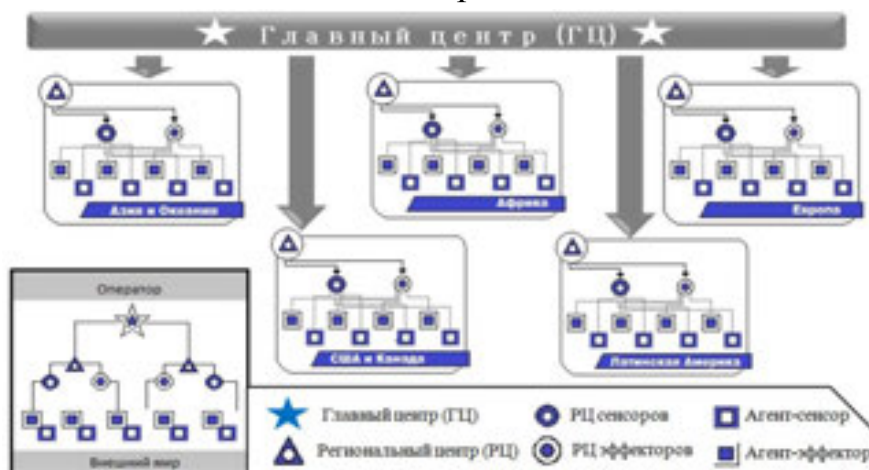 Главный центр (ГЦ)
Азия и Океания
Африка
Европа
США и Канада
Латинская Америка
Оператор
Внешний мир
Главный центр (ГЦ)
РЦ сенсоров
Агент-сенсор
Региональный центр (РЦ)
РЦ эффекторов
Агент-эффектор